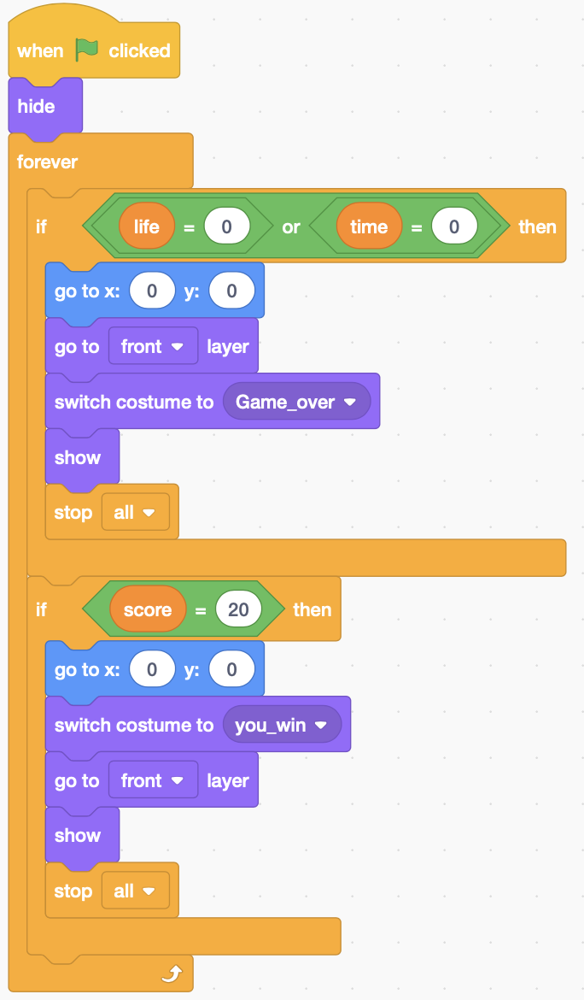 when clicked
hide
forever
if life = 0 or time = 0 then
go to x: 0 y: 0
go to front layer
switch costume to Game_over
show
stop all
if score = 20 then
go to x: 0 y: 0
switch costume to you_win
go to front layer
show
stop all